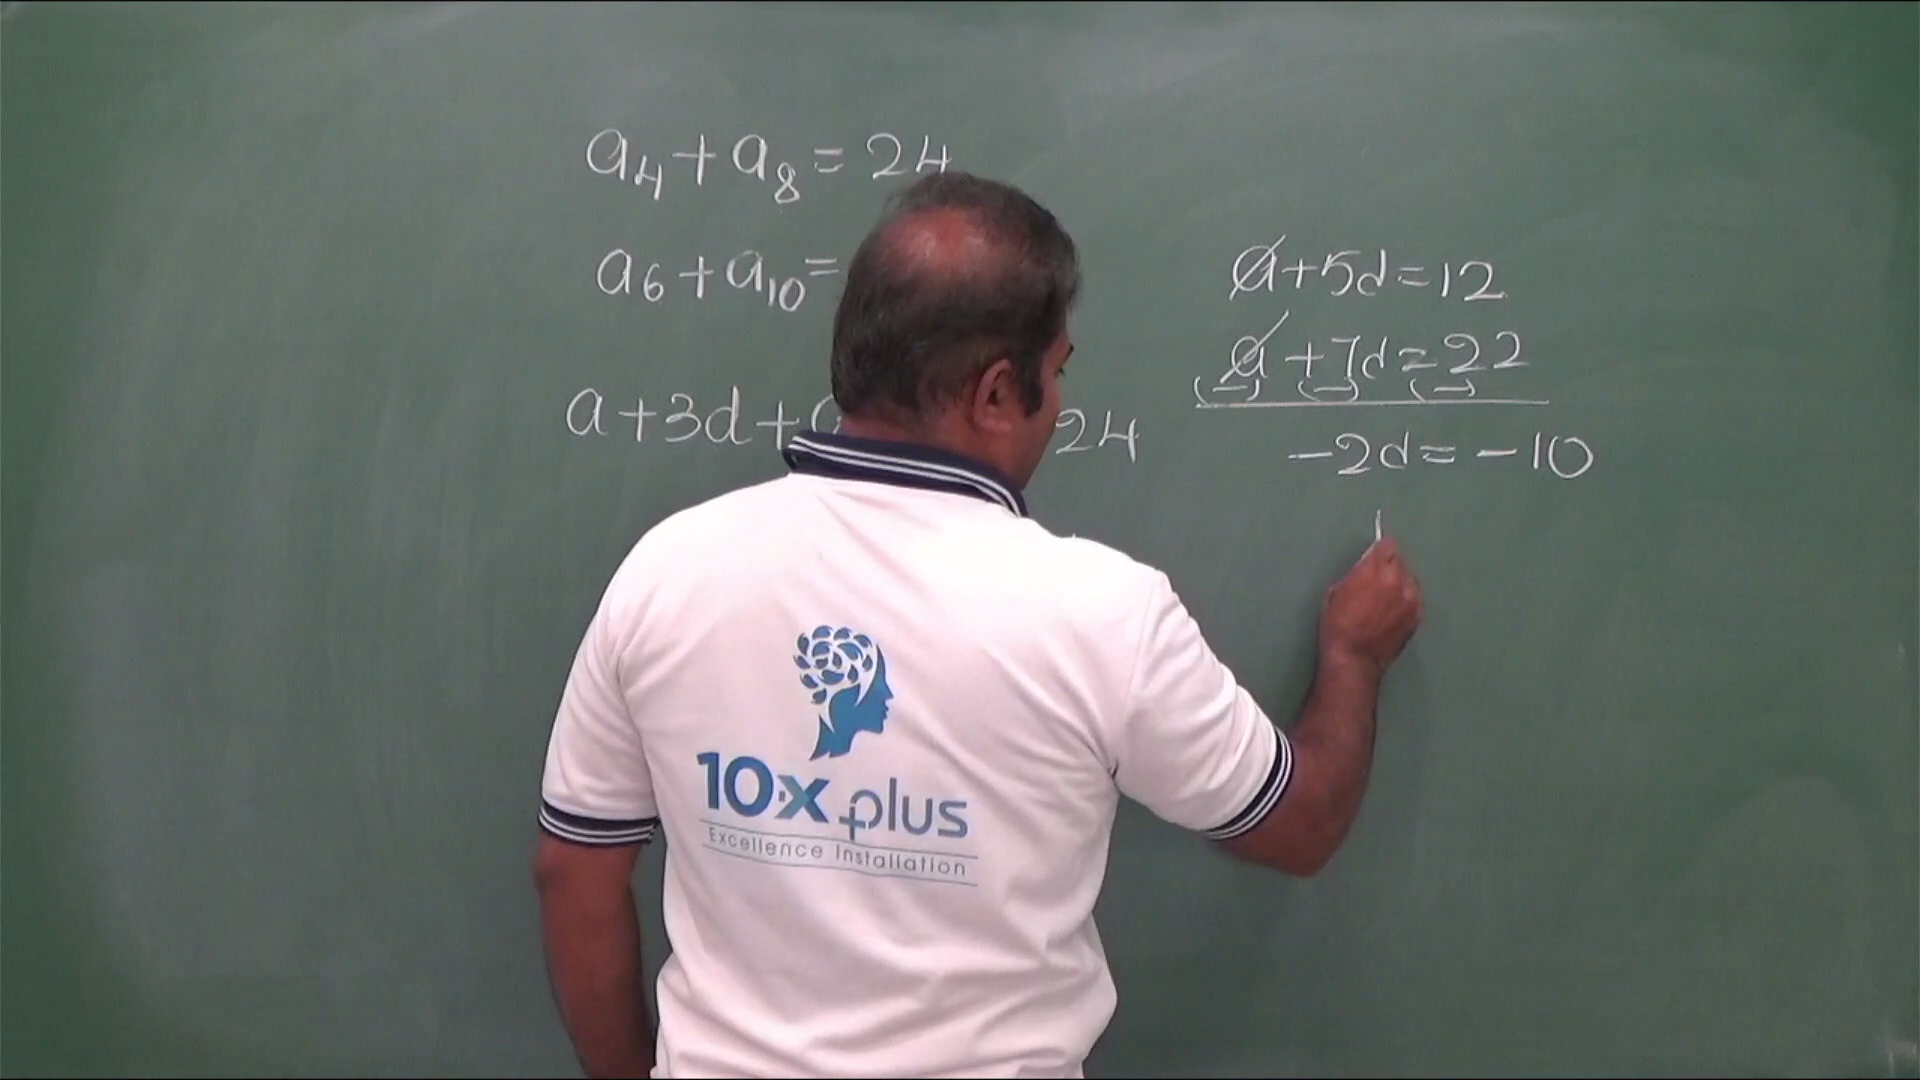 a₄+a₈=24
a₆+a₁₀=
a+3d+ 24
a+5d=12
a+7d=22
(-) (-) (-)
-2d=-10
10x plus
Excellence Installation